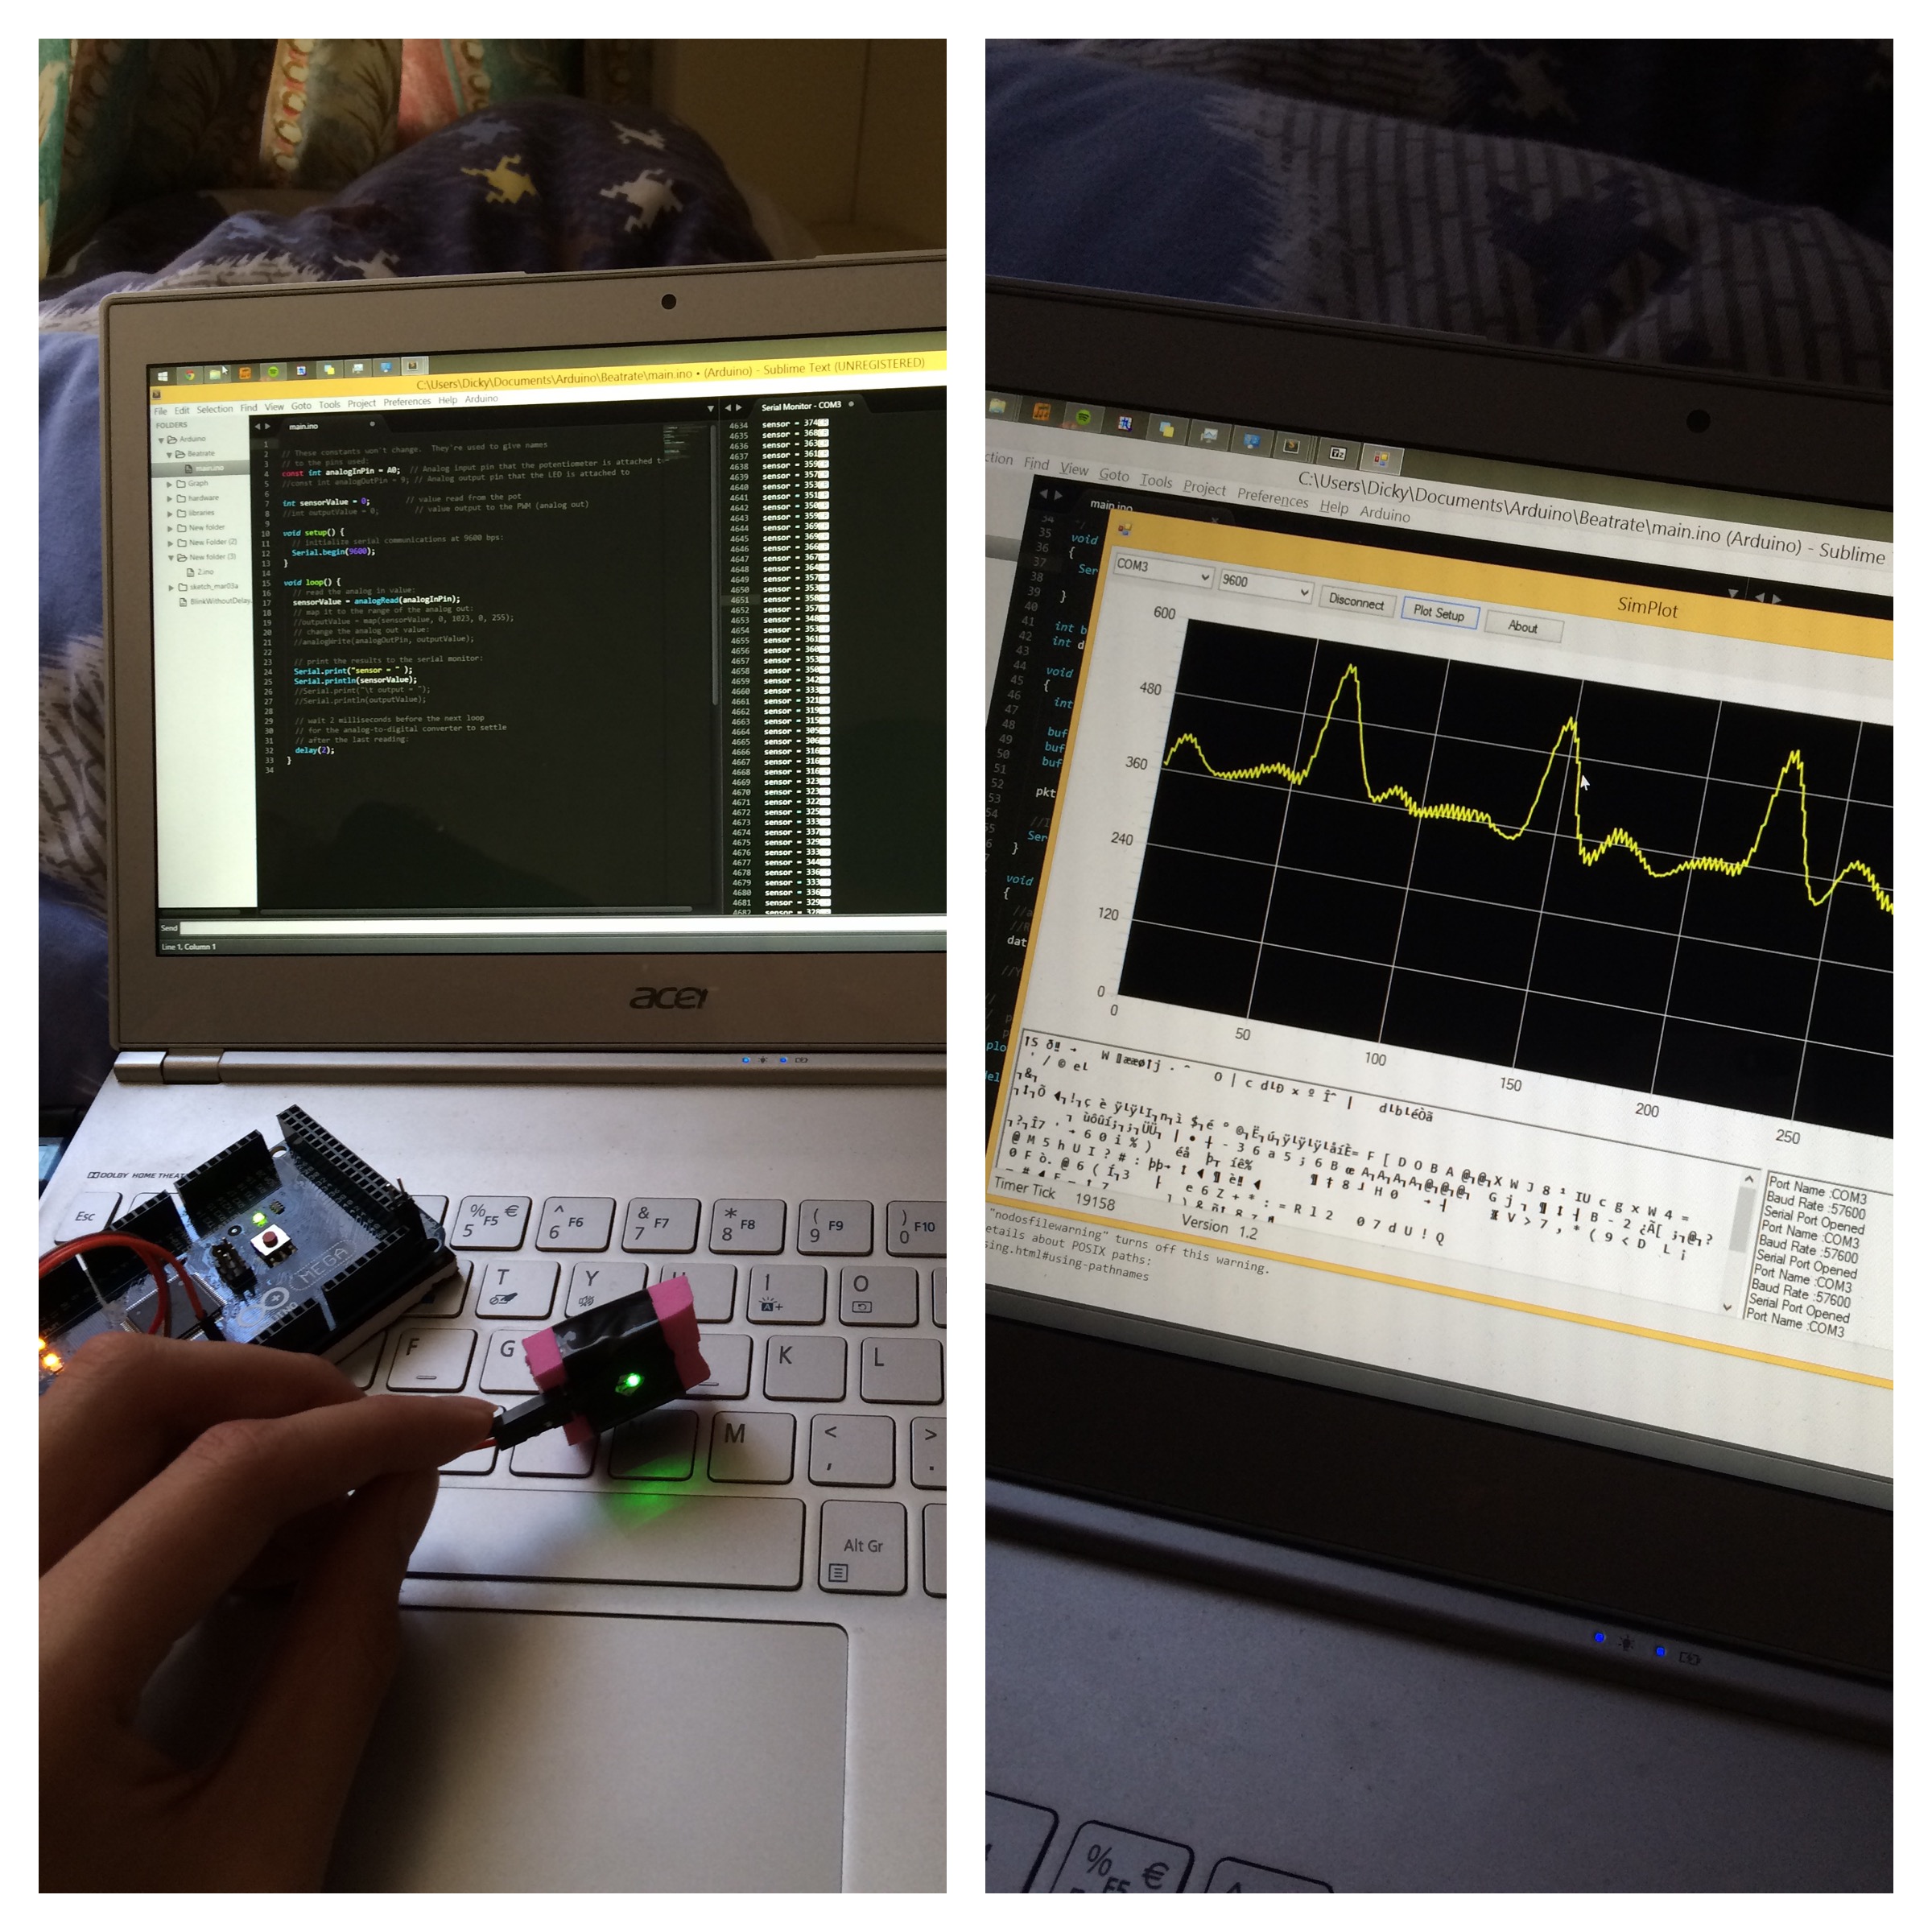 C:\Users\Dicky\Documents\Arduino\Beatrate\main.ino • (Arduino) - Sublime Text (UNREGISTERED)
File Edit Selection Find View Goto Tools Project Preferences Help Arduino
FOLDERS
Arduino
Beatrate
main.ino
Graph
hardware
libraries
New folder
New Folder (2)
New folder (3)
2.ino
sketch_mar03a
BlinkWithoutDelay
main.ino
1
2 // These constants won't change. They're used to give names
3 // to the pins used:
4 const int analogInPin = A0; // Analog input pin that the potentiometer is attached t
5 //const int analogOutPin = 9; // Analog output pin that the LED is attached to
6
7 int sensorValue = 0; // value read from the pot
8 //int outputValue = 0; // value output to the PWM (analog out)
9
10 void setup() {
11 // initialize serial communications at 9600 bps:
12 Serial.begin(9600);
13 }
14
15 void loop() {
16 // read the analog in value:
17 sensorValue = analogRead(analogInPin);
18 // map it to the range of the analog out:
19 //outputValue = map(sensorValue, 0, 1023, 0, 255);
20 // change the analog out value:
21 //analogWrite(analogOutPin, outputValue);
22
23 // print the results to the serial monitor:
24 Serial.print("sensor = " );
25 Serial.println(sensorValue);
26 //Serial.print("\t output = ");
27 //Serial.println(outputValue);
28
29 // wait 2 milliseconds before the next loop
30 // for the analog-to-digital converter to settle
31 // after the last reading:
32 delay(2);
33 }
34
Serial Monitor - COM3
4634 sensor = 374
4635 sensor = 368
4636 sensor = 363
4637 sensor = 361
4638 sensor = 359
4639 sensor = 357
4640 sensor = 353
4641 sensor = 351
4642 sensor = 350
4643 sensor = 359
4644 sensor = 369
4645 sensor = 369
4646 sensor = 366
4647 sensor = 367
4648 sensor = 364
4649 sensor = 357
4650 sensor = 353
4651 sensor = 350
4652 sensor = 357
4653 sensor = 348
4654 sensor = 353
4655 sensor = 361
4656 sensor = 360
4657 sensor = 353
4658 sensor = 350
4659 sensor = 342
4660 sensor = 333
4661 sensor = 321
4662 sensor = 319
4663 sensor = 315
4664 sensor = 305
4665 sensor = 306
4666 sensor = 316
4667 sensor = 316
4668 sensor = 316
4669 sensor = 323
4670 sensor = 323
4671 sensor = 322
4672 sensor = 325
4673 sensor = 333
4674 sensor = 337
4675 sensor = 329
4676 sensor = 333
4677 sensor = 344
4678 sensor = 336
4679 sensor = 333
4680 sensor = 336
4681 sensor = 329
4682 sensor = 328
Send
Line 1, Column 1
acer
DOLBY HOME THEAT
Esc
% 5 F5 €
^ 6 F6
& 7 F7
* 8 F8
( 9 F9
) 0 F10
T Y U I O
F G K L
M < , > .
Alt Gr
MEGA
C:\Users\Dicky\Documents\Arduino\Beatrate\main.ino (Arduino) - Sublime
ction Find View Goto Tools Project Preferences Help Arduino
main.ino
34
35 void
36 {
37 Ser
38
39 }
40
41 int b
42 int d
43
44 void
45 {
46 int
47
48 buf
49 buf
50 buf
51
52 pkt
53
54 //I
55 Ser
}
void
{
dat
SimPlot
COM3 9600 Disconnect Plot Setup About
600
480
360
240
120
0
0 50 100 150 200 250
Port Name :COM3
Baud Rate :57600
Serial Port Opened
Port Name :COM3
Baud Rate :57600
Serial Port Opened
Port Name :COM3
Baud Rate :57600
Serial Port Opened
Port Name :COM3
Timer Tick 19158 Version 1.2
"nodosfilewarning" turns off this warning.
etails about POSIX paths:
sing.html#using-pathnames
% F5 €